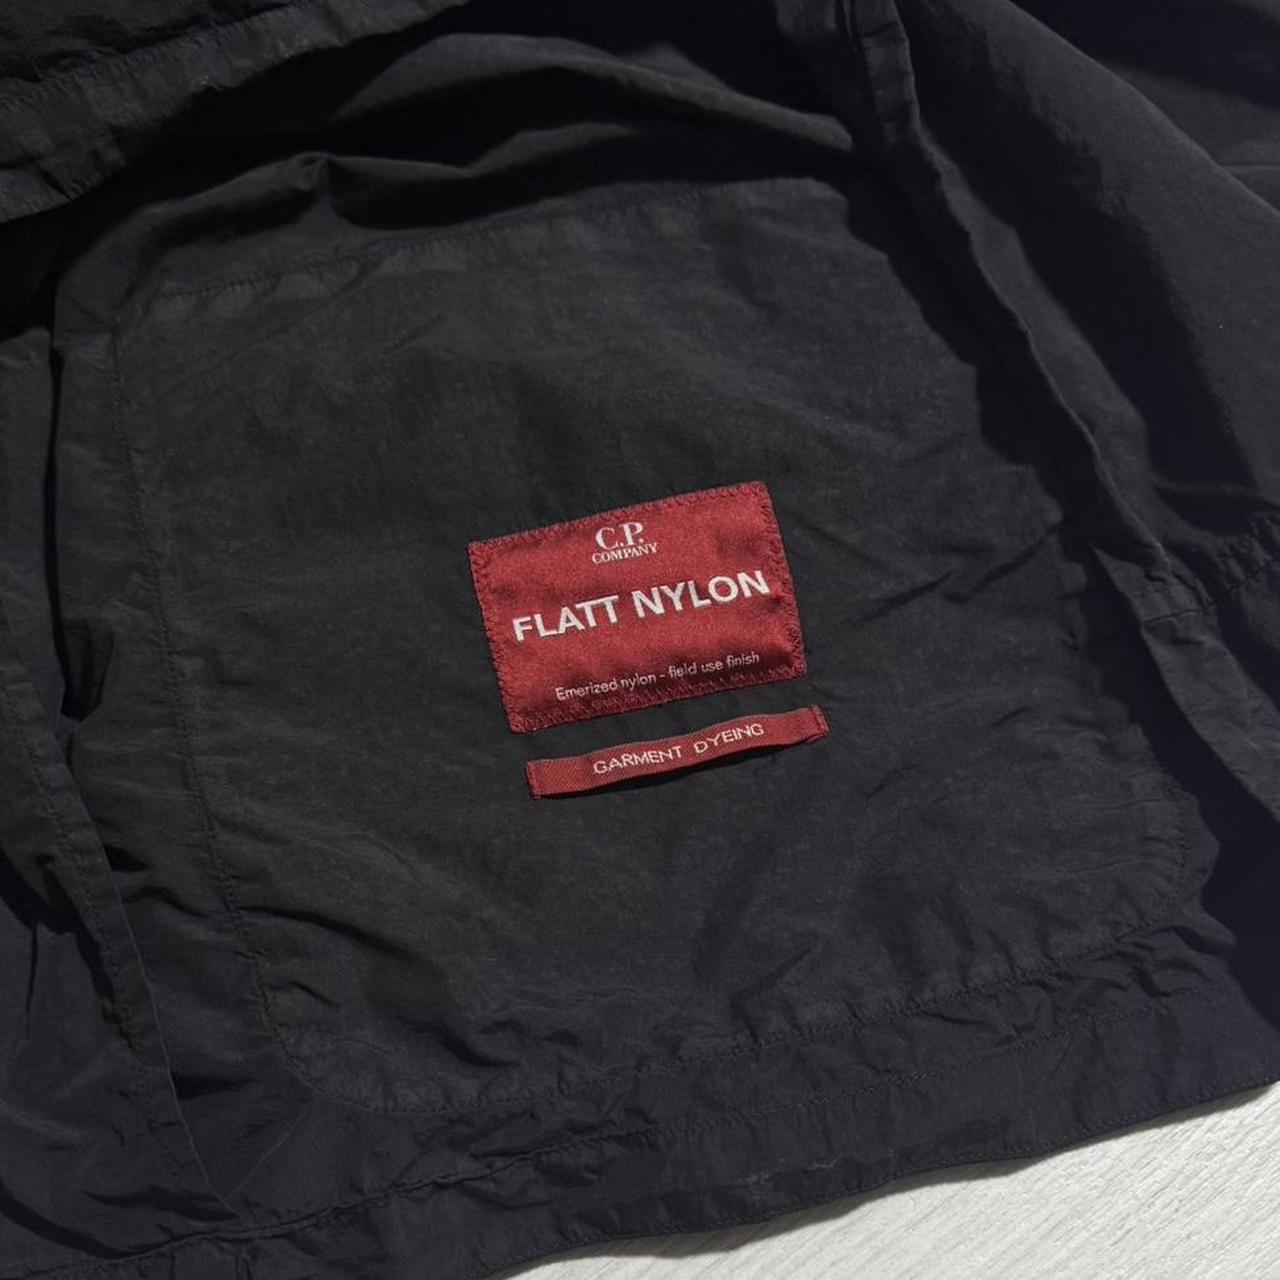 C.P.
COMPANY
FLATT NYLON
Emerized nylon - field use finish
GARMENT DYEING